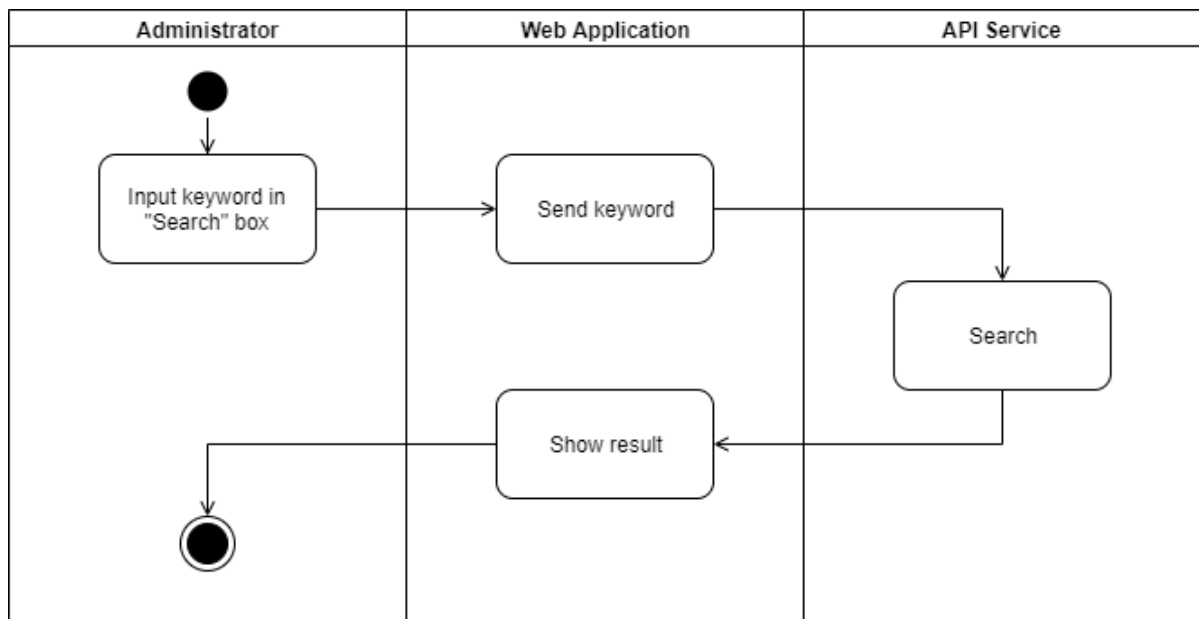 Administrator
Web Application
API Service
Input keyword in
"Search" box
Send keyword
Search
Show result